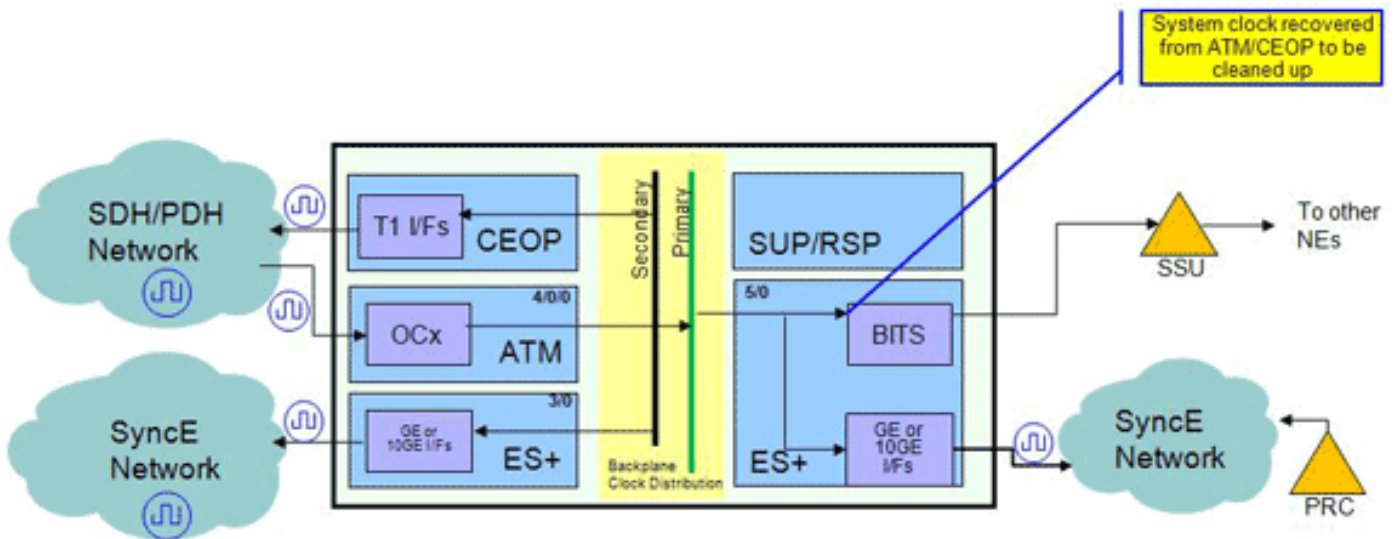 System clock recovered
from ATM/CEOP to be
cleaned up
SDH/PDH
Network
T1 I/Fs
CEOP
Secondary
Primary
SUP/RSP
To other
NEs
SSU
4/0/0
OCx
ATM
5/0
BITS
3/0
SyncE
Network
GE or
10GE I/Fs
ES+
Backplane
Clock Distribution
ES+
GE or
10GE
I/Fs
SyncE
Network
PRC